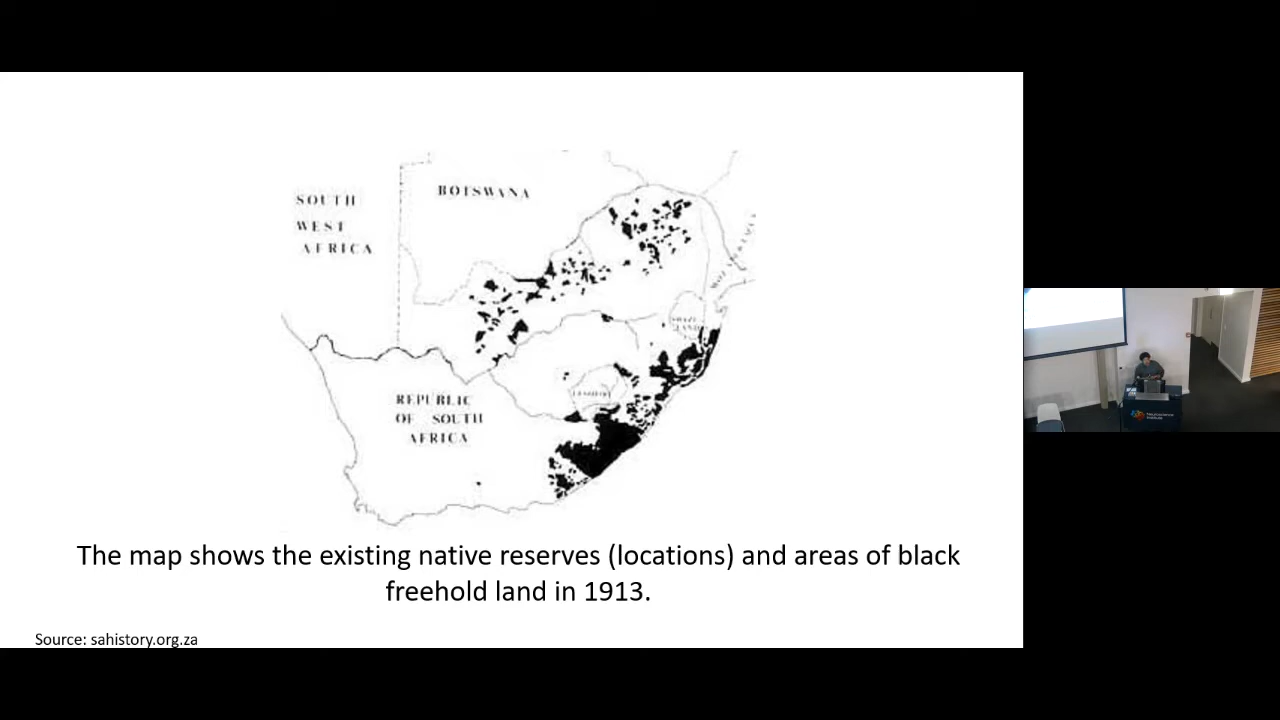 SOUTH
WEST
AFRICA
BOTSWANA
REPUBLIC
OF SOUTH
AFRICA
The map shows the existing native reserves (locations) and areas of black
freehold land in 1913.
Source: sahistory.org.za